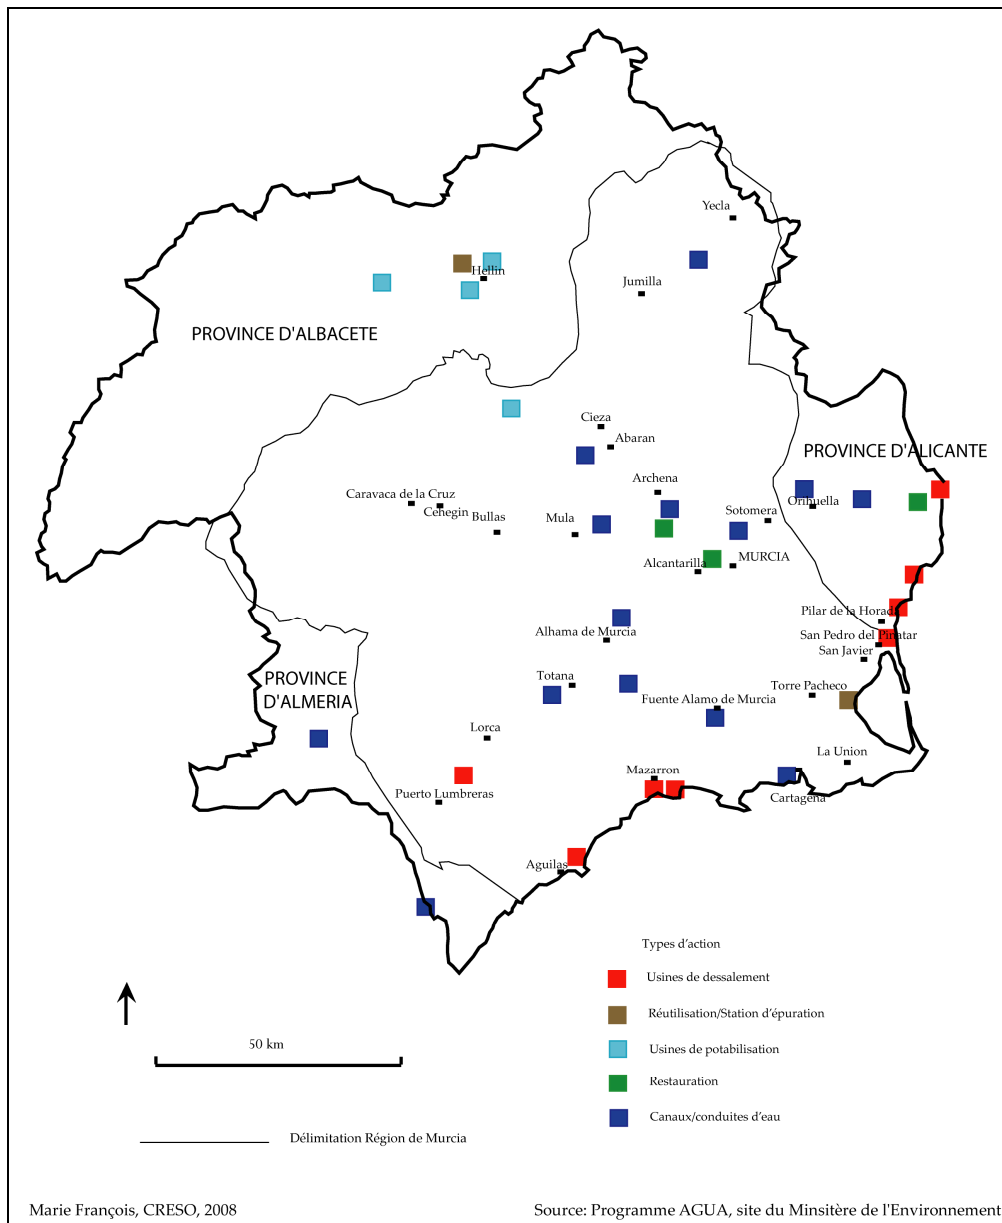 Yecla
Hellin
Jumilla
PROVINCE D'ALBACETE
Cieza
Abaran
PROVINCE D'ALICANTE
Archena
Caravaca de la Cruz
Cehegin
Bullas
Mula
Sotomera
Orihuella
Alcantarilla
MURCIA
Pilar de la Horada
Alhama de Murcia
San Pedro del Pinatar
San Javier
PROVINCE
D'ALMERIA
Totana
Torre Pacheco
Fuente Alamo de Murcia
Lorca
La Union
Mazarron
Puerto Lumbreras
Cartagena
Aguilas
Types d'action
Usines de dessalement
Réutilisation/Station d'épuration
50 km
Usines de potabilisation
Restauration
Canaux/conduites d'eau
Délimitation Région de Murcia
Marie François, CRESO, 2008
Source: Programme AGUA, site du Minsitère de l'Environnement